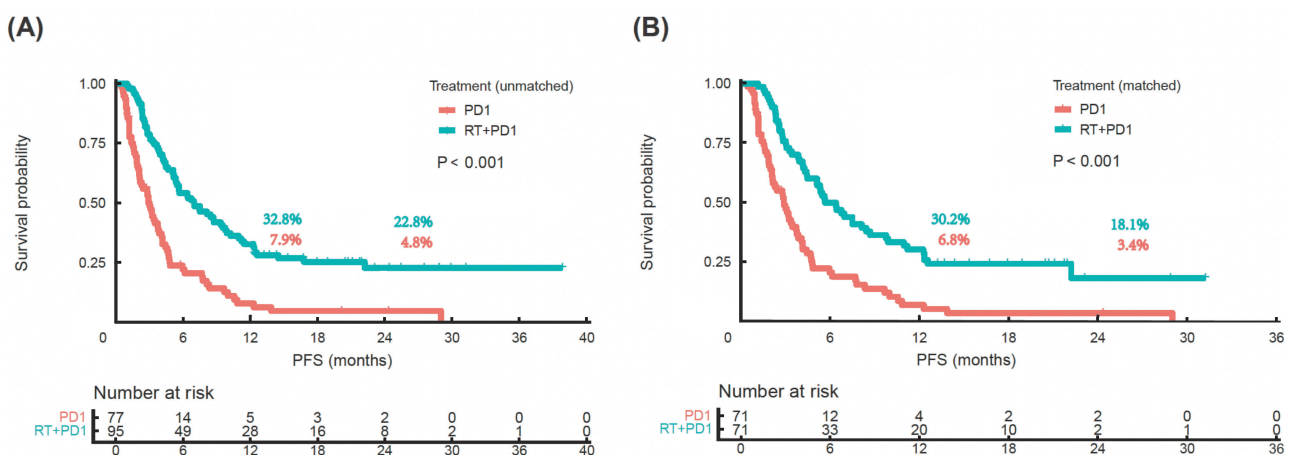 (A)
Survival probability
1.00
0.75
0.50
0.25
Treatment (unmatched)
PD1
RT+PD1
P < 0.001
32.8%
7.9%
22.8%
4.8%
0 6 12 18 24 30 36 40
PFS (months)
Number at risk
PD1 77 14 5 3 2 0 0 0
RT+PD1 95 49 28 16 8 2 1 0
0 6 12 18 24 30 36 40
(B)
Survival probability
1.00
0.75
0.50
0.25
Treatment (matched)
PD1
RT+PD1
P < 0.001
30.2%
6.8%
18.1%
3.4%
0 6 12 18 24 30 36
PFS (months)
Number at risk
PD1 71 12 4 2 2 0 0
RT+PD1 71 33 20 10 2 1 0
0 6 12 18 24 30 36